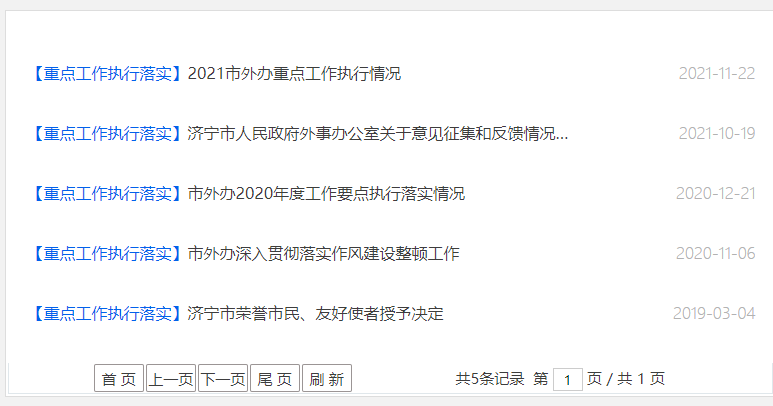 【重点工作执行落实】2021市外办重点工作执行情况 2021-11-22
【重点工作执行落实】济宁市人民政府外事办公室关于意见征集和反馈情况... 2021-10-19
【重点工作执行落实】市外办2020年度工作要点执行落实情况 2020-12-21
【重点工作执行落实】市外办深入贯彻落实作风建设整顿工作 2020-11-06
【重点工作执行落实】济宁市荣誉市民、友好使者授予决定 2019-03-04
首 页 上一页 下一页 尾 页 刷 新 共5条记录 第 1 页 / 共 1 页